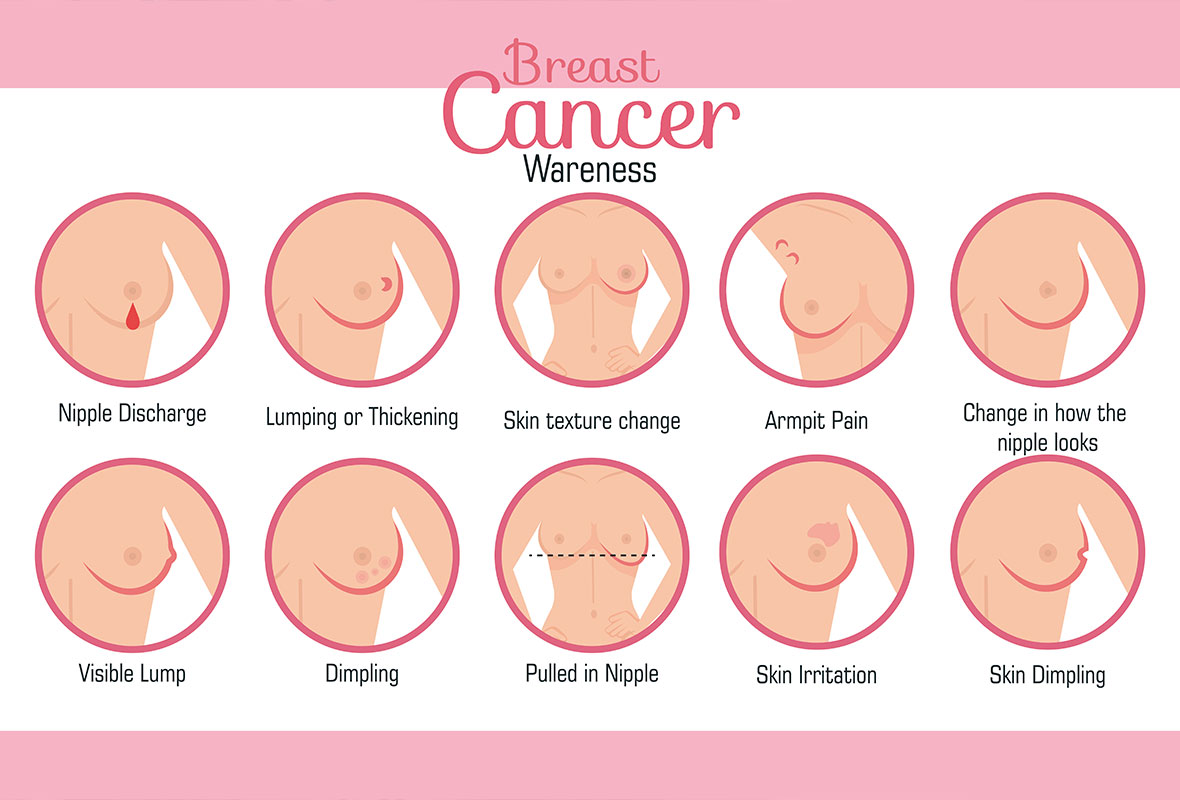 Breast
Cancer
Wareness
Nipple Discharge
Lumping or Thickening
Skin texture change
Armpit Pain
Change in how the
nipple looks
Visible Lump
Dimpling
Pulled in Nipple
Skin Irritation
Skin Dimpling